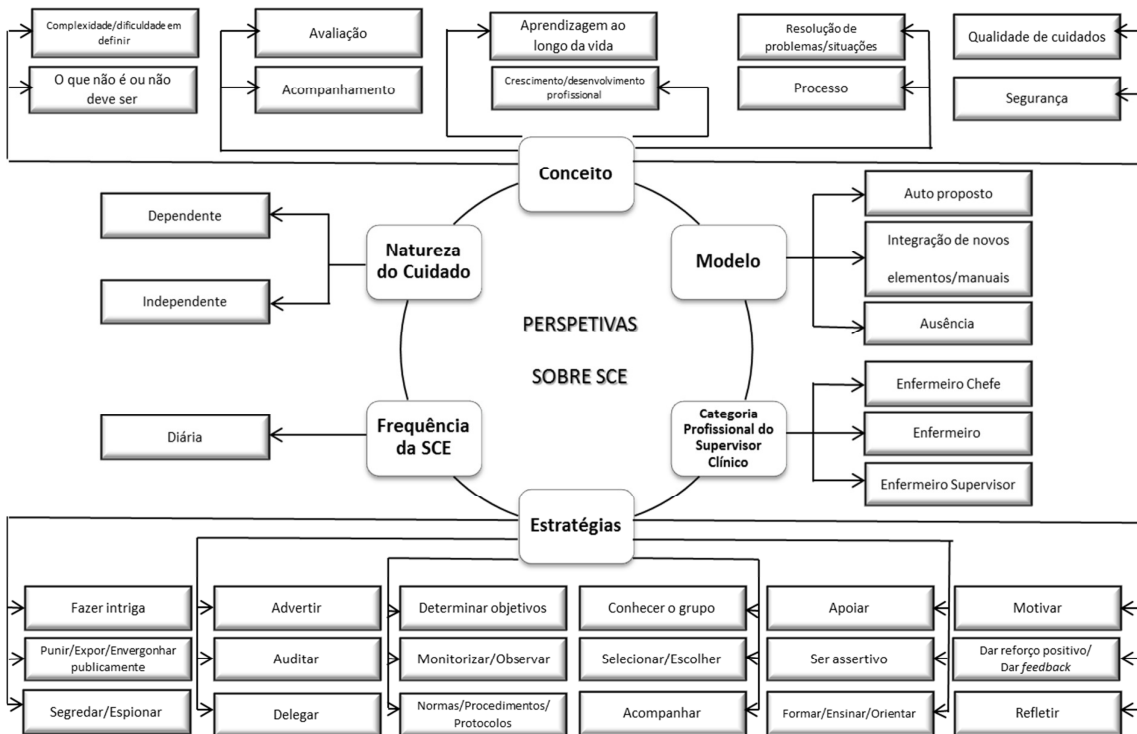 Complexidade/dificuldade em
definir
Avaliação
Aprendizagem ao
longo da vida
Resolução de
problemas/situações
Qualidade de cuidados
O que não é ou não
deve ser
Acompanhamento
Crescimento/desenvolvimento
profissional
Processo
Segurança
Conceito
Dependente
Independente
Natureza
do Cuidado
Modelo
Auto proposto
Integração de novos
elementos/manuais
Ausência
PERSPETIVAS
SOBRE SCE
Diária
Frequência
da SCE
Categoria
Profissional do
Supervisor
Clínico
Enfermeiro Chefe
Enfermeiro
Enfermeiro Supervisor
Estratégias
Fazer intriga
Advertir
Determinar objetivos
Conhecer o grupo
Apoiar
Motivar
Punir/Expor/Envergonhar
publicamente
Auditar
Monitorizar/Observar
Selecionar/Escolher
Ser assertivo
Dar reforço positivo/
Dar feedback
Segredar/Espionar
Delegar
Normas/Procedimentos/
Protocolos
Acompanhar
Formar/Ensinar/Orientar
Refletir